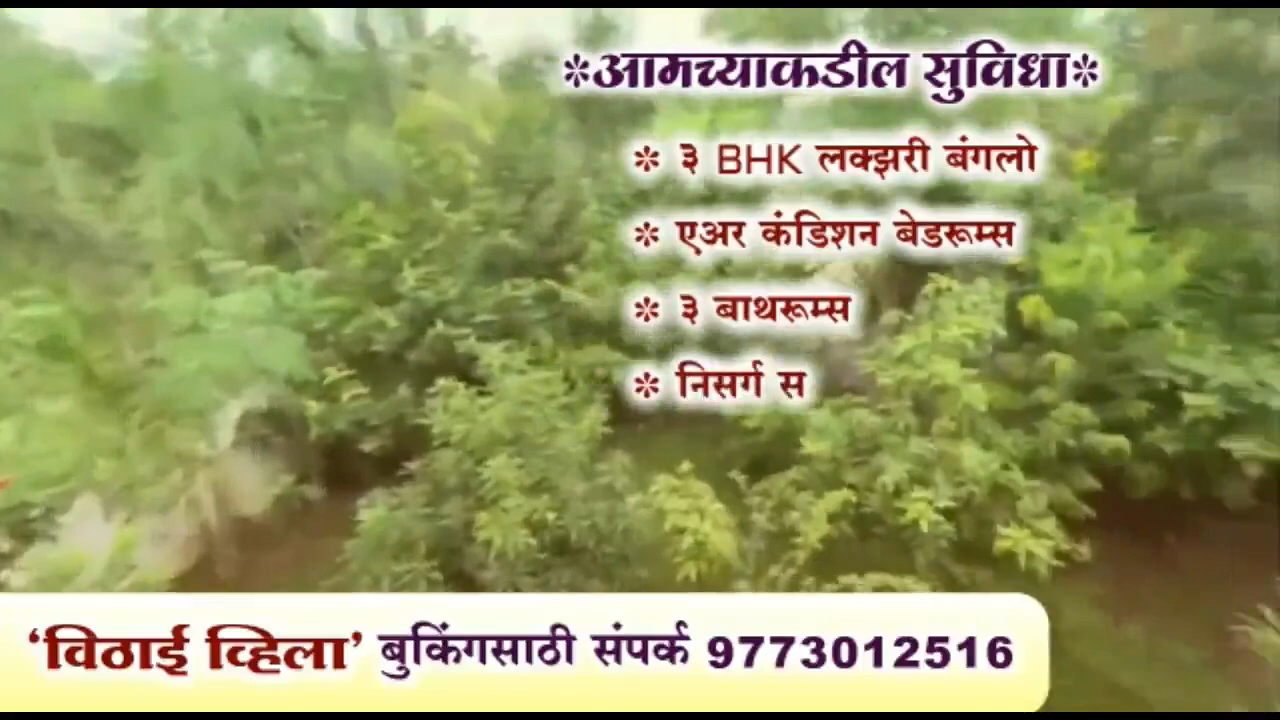 *आमच्याकडील सुविधा*
* ३ BHK लक्झरी बंगलो
* एअर कंडिशन बेडरूम्स
* ३ बाथरूम्स
* निसर्ग स
‘विठाई व्हिला’ बुकिंगसाठी संपर्क 9773012516